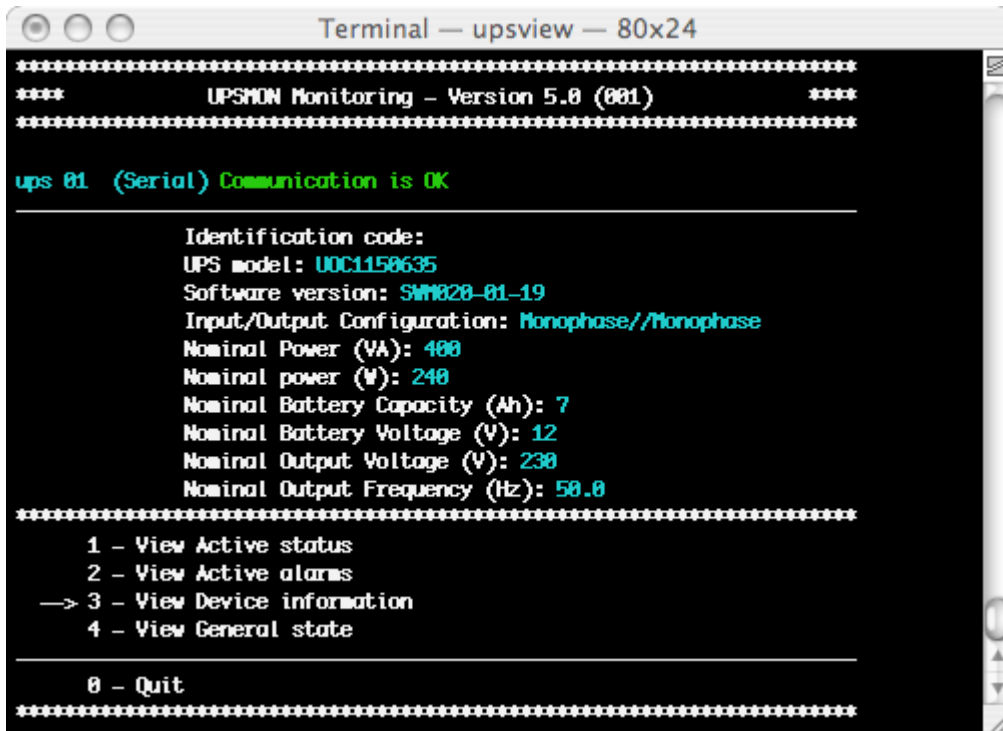 Terminal — upsview — 80x24
**********************************************************************
**** UPSMON Monitoring - Version 5.0 (001) ****
**********************************************************************
ups 01 (Serial) Communication is OK
Identification code:
UPS model: UOC1150635
Software version: SWM020-01-19
Input/Output Configuration: Monophase//Monophase
Nominal Power (VA): 400
Nominal power (W): 240
Nominal Battery Capacity (Ah): 7
Nominal Battery Voltage (V): 12
Nominal Output Voltage (V): 230
Nominal Output Frequency (Hz): 50.0
**********************************************************************
1 - View Active status
2 - View Active alarms
—> 3 - View Device information
4 - View General state
0 - Quit
**********************************************************************